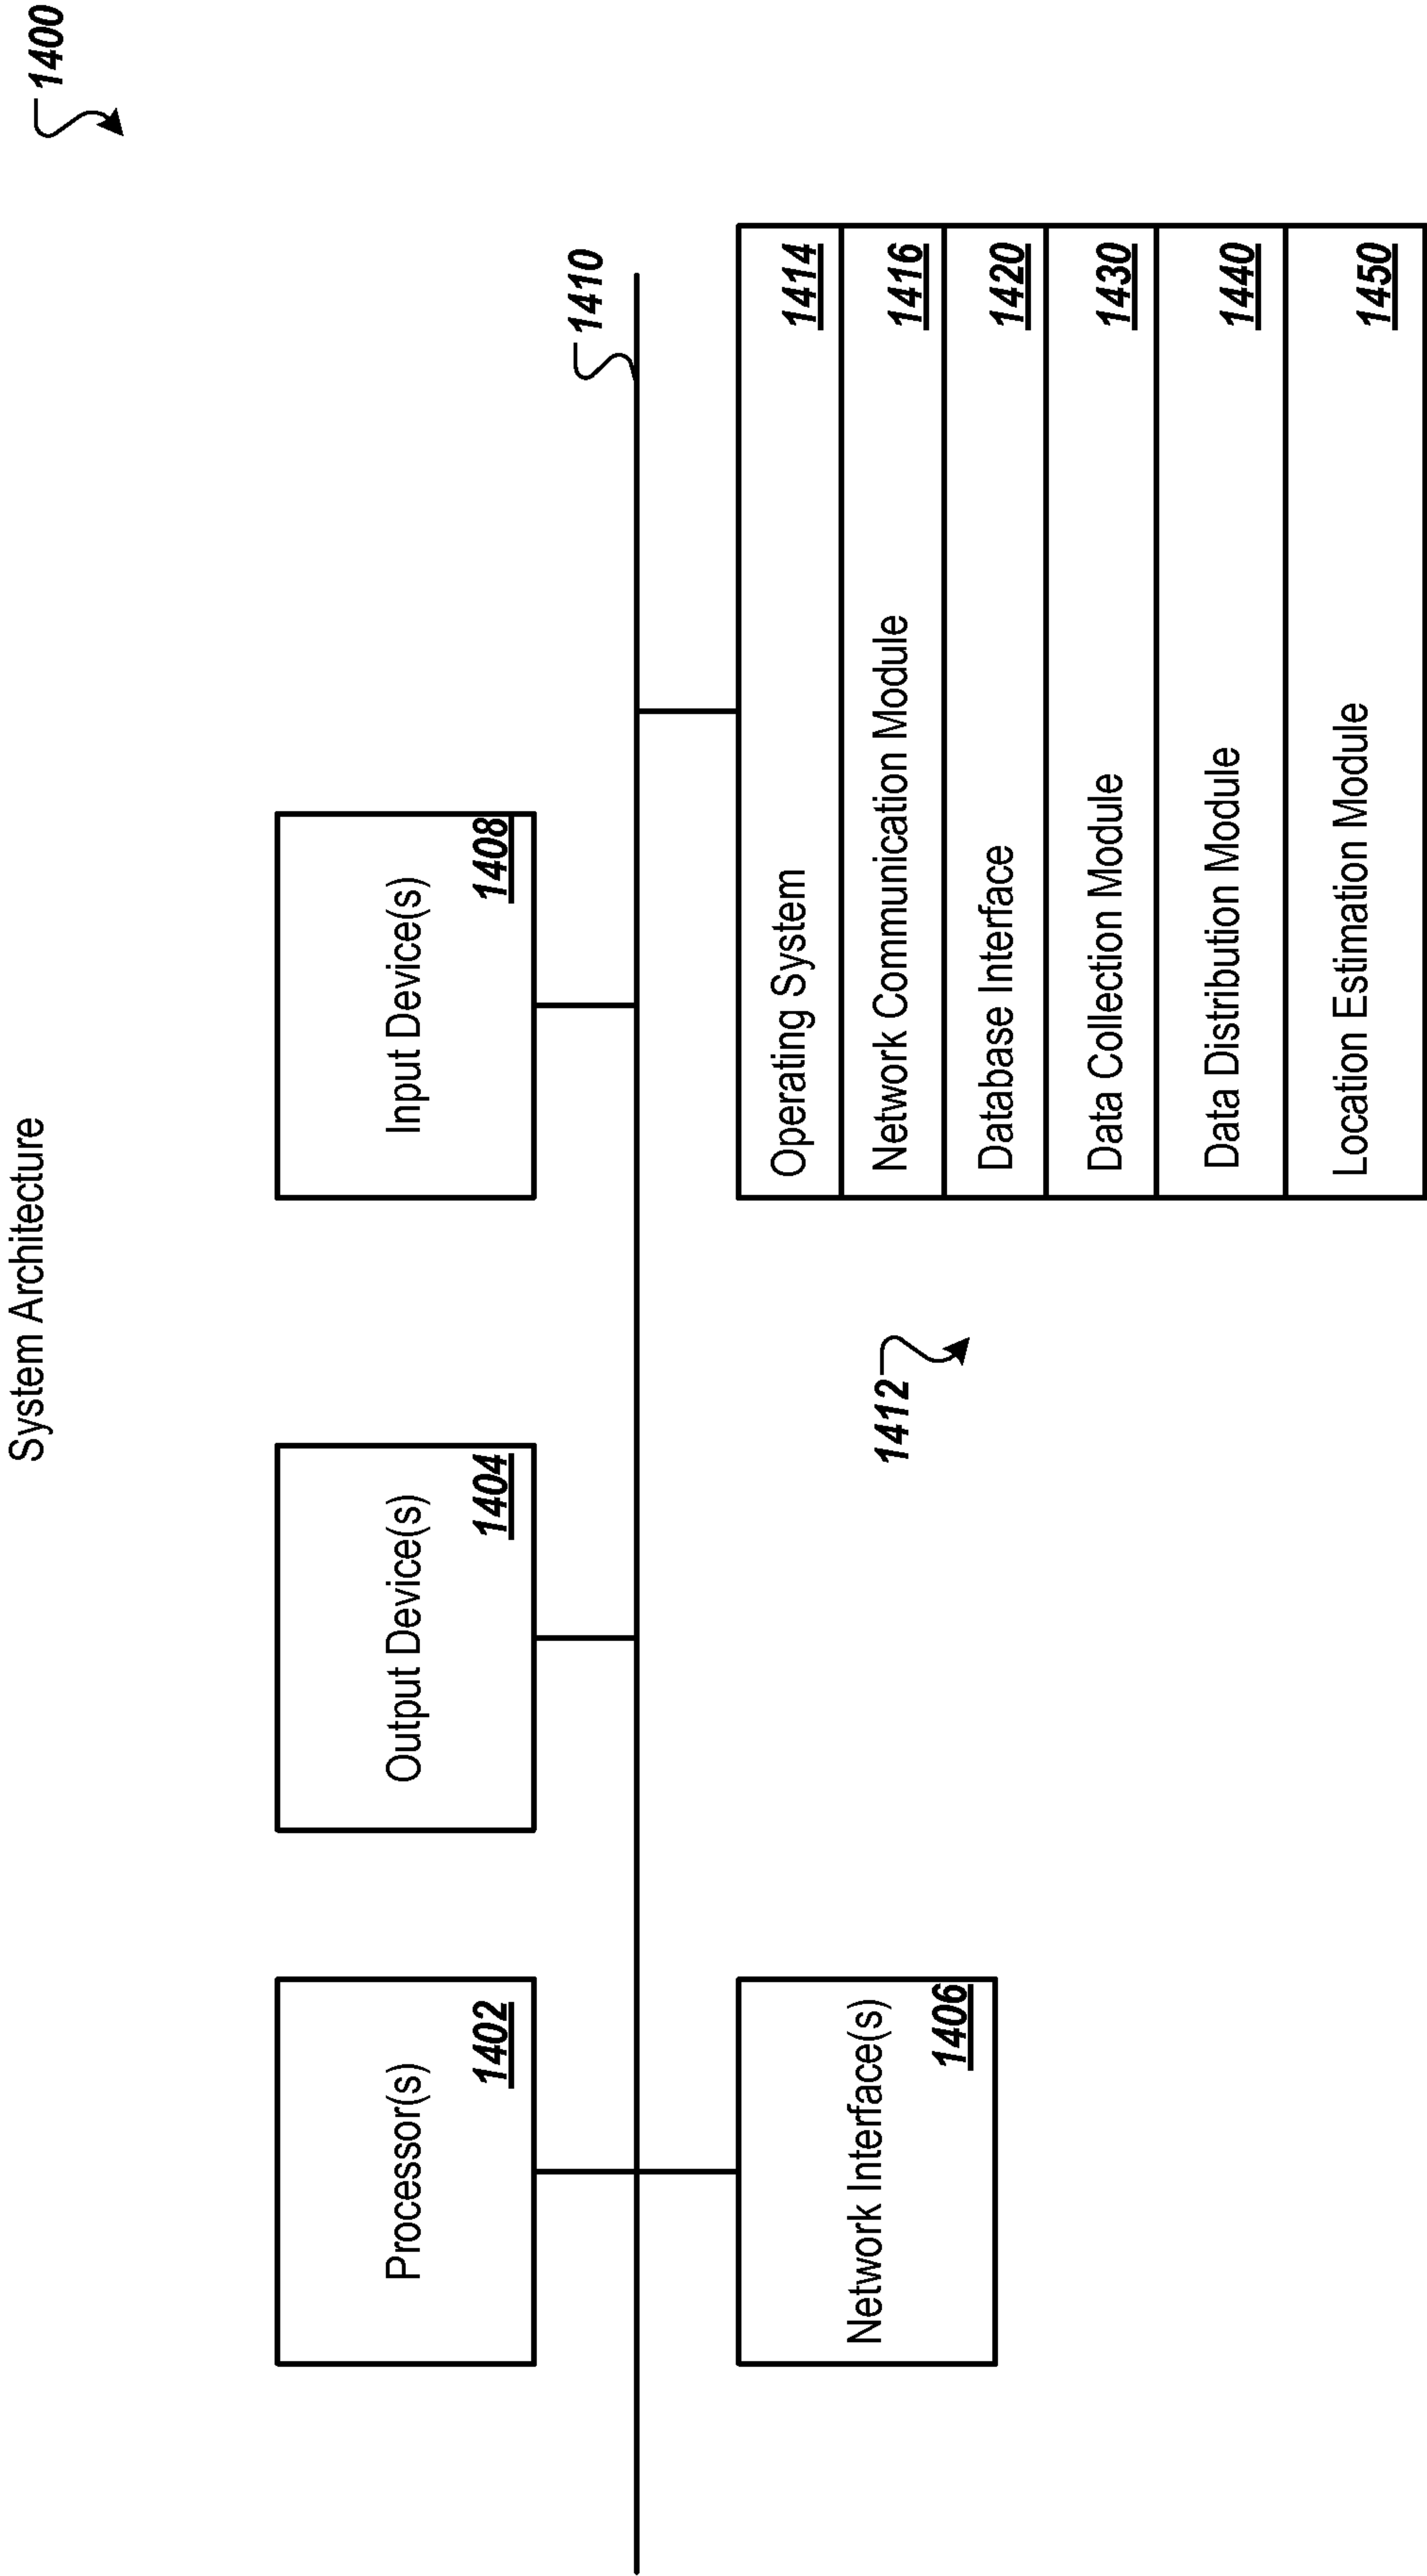 System Architecture
1400
Processor(s)
1402
Output Device(s)
1404
Input Device(s)
1408
1410
Network Interface(s)
1406
1412
Operating System
1414
Network Communication Module
1416
Database Interface
1420
Data Collection Module
1430
Data Distribution Module
1440
Location Estimation Module
1450